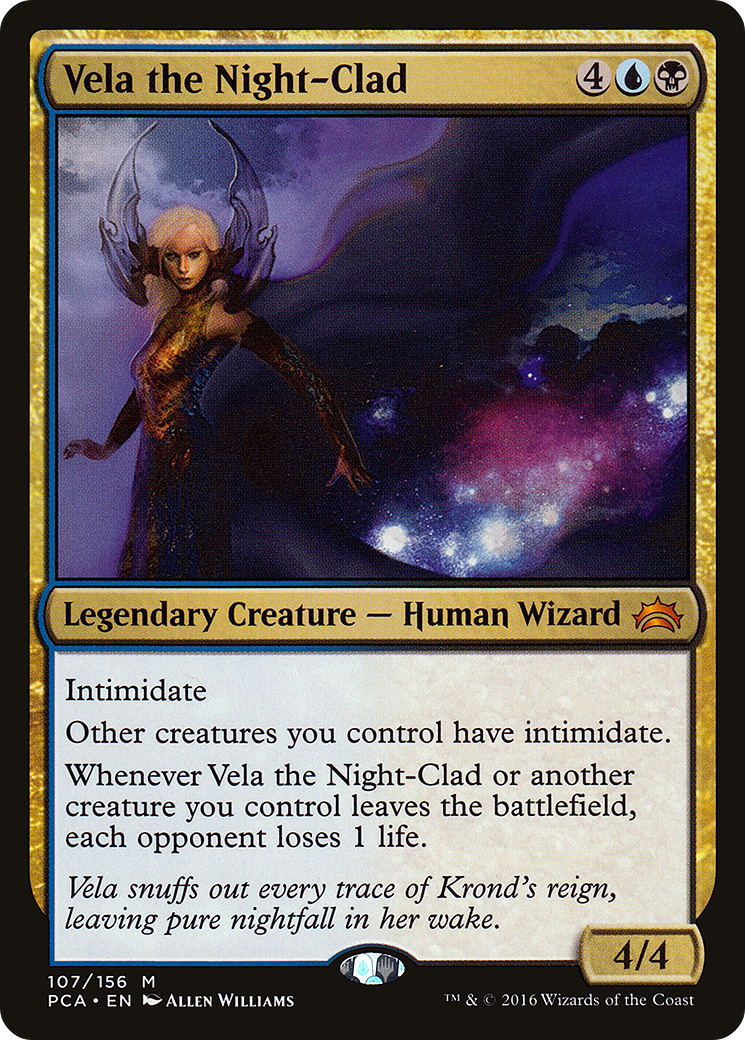 Vela the Night-Clad 4
Legendary Creature — Human Wizard
Intimidate
Other creatures you control have intimidate.
Whenever Vela the Night-Clad or another
creature you control leaves the battlefield,
each opponent loses 1 life.
Vela snuffs out every trace of Krond's reign,
leaving pure nightfall in her wake.
4/4
107/156 M
PCA • EN Allen Williams
™ & © 2016 Wizards of the Coast